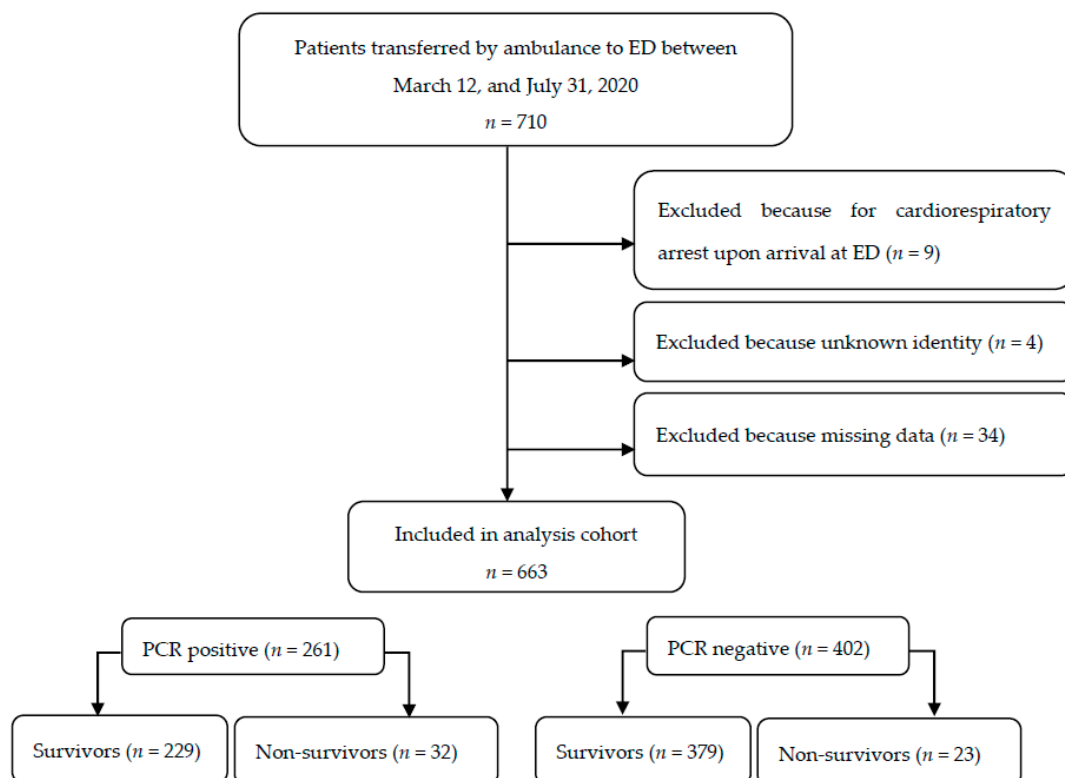 Patients transferred by ambulance to ED between
March 12, and July 31, 2020
n = 710
Excluded because for cardiorespiratory
arrest upon arrival at ED (n = 9)
Excluded because unknown identity (n = 4)
Excluded because missing data (n = 34)
Included in analysis cohort
n = 663
PCR positive (n = 261)
PCR negative (n = 402)
Survivors (n = 229)
Non-survivors (n = 32)
Survivors (n = 379)
Non-survivors (n = 23)